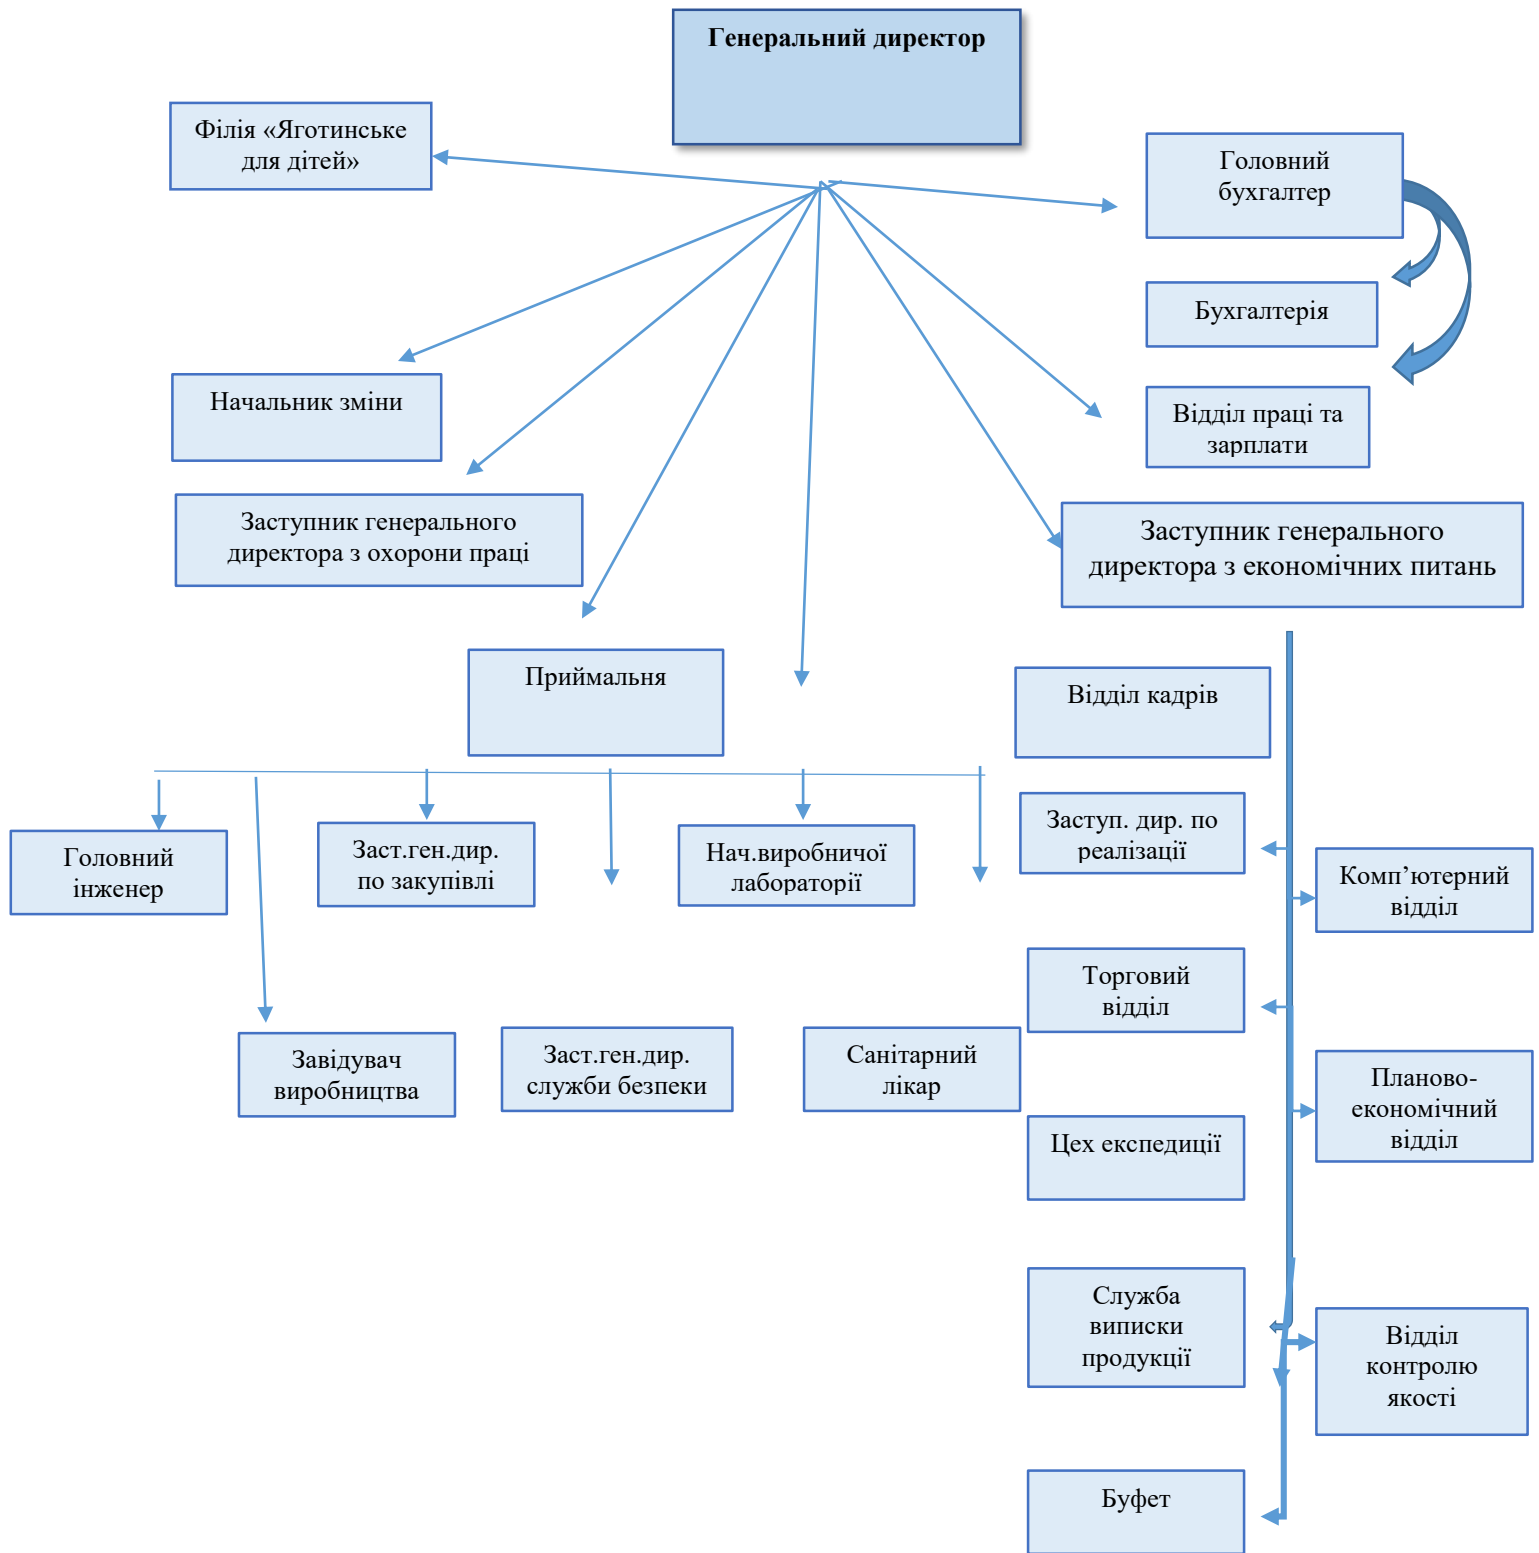 Генеральний директор
Філія «Яготинське
для дітей»
Головний
бухгалтер
Бухгалтерія
Начальник зміни
Відділ праці та
зарплати
Заступник генерального
директора з охорони праці
Заступник генерального
директора з економічних питань
Приймальня
Відділ кадрів
Заступ. дир. по
реалізації
Головний
інженер
Заст.ген.дир.
по закупівлі
Нач.виробничої
лабораторії
Комп’ютерний
відділ
Торговий
відділ
Завідувач
виробництва
Заст.ген.дир.
служби безпеки
Санітарний
лікар
Планово-
економічний
відділ
Цех експедиції
Служба
виписки
продукції
Відділ
контролю
якості
Буфет